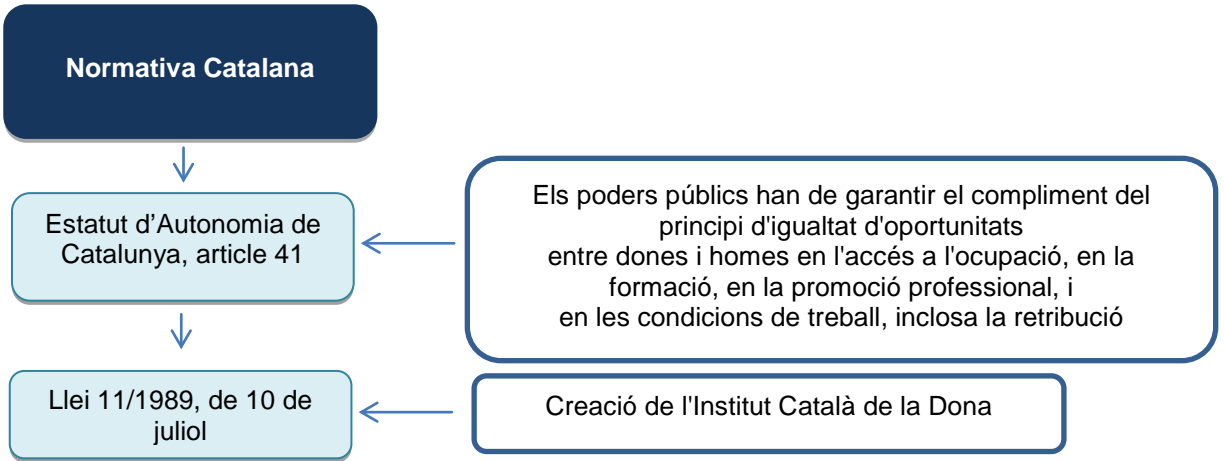 Normativa Catalana
Estatut d’Autonomia de
Catalunya, article 41
Els poders públics han de garantir el compliment del
principi d'igualtat d'oportunitats
entre dones i homes en l'accés a l'ocupació, en la
formació, en la promoció professional, i
en les condicions de treball, inclosa la retribució
Llei 11/1989, de 10 de
juliol
Creació de l'Institut Català de la Dona